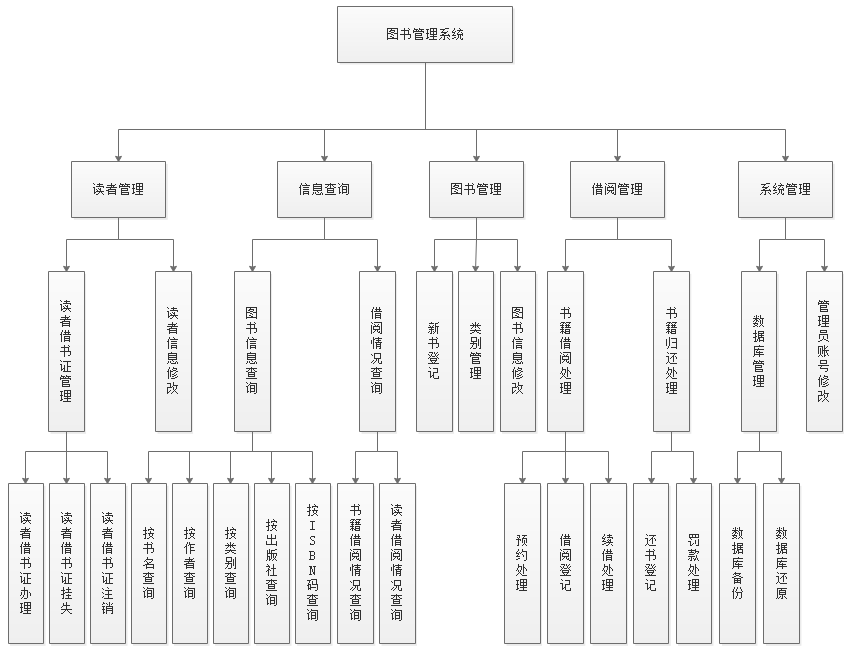 图书管理系统
读者管理
信息查询
图书管理
借阅管理
系统管理
读者借书证管理
读者信息修改
图书信息查询
借阅情况查询
新书登记
类别管理
图书信息修改
书籍借阅处理
书籍归还处理
数据库管理
管理员账号修改
读者借书证办理
读者借书证挂失
读者借书证注销
按书名查询
按作者查询
按类别查询
按出版社查询
按ISBN码查询
书籍借阅情况查询
读者借阅情况查询
预约处理
借阅登记
续借处理
还书登记
罚款处理
数据库备份
数据库还原